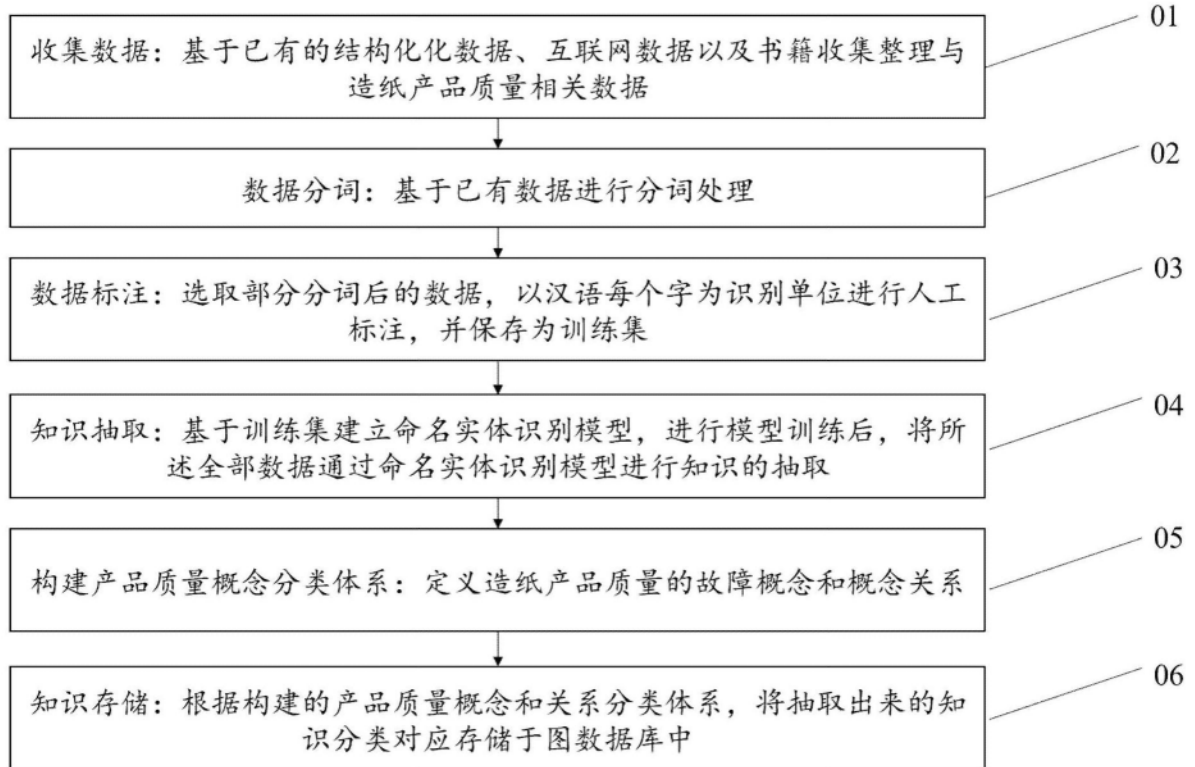 收集数据：基于已有的结构化化数据、互联网数据以及书籍收集整理与
造纸产品质量相关数据
01
数据分词：基于已有数据进行分词处理
02
数据标注：选取部分分词后的数据，以汉语每个字为识别单位进行人工
标注，并保存为训练集
03
知识抽取：基于训练集建立命名实体识别模型，进行模型训练后，将所
述全部数据通过命名实体识别模型进行知识的抽取
04
构建产品质量概念分类体系：定义造纸产品质量的故障概念和概念关系
05
知识存储：根据构建的产品质量概念和关系分类体系，将抽取出来的知
识分类对应存储于图数据库中
06